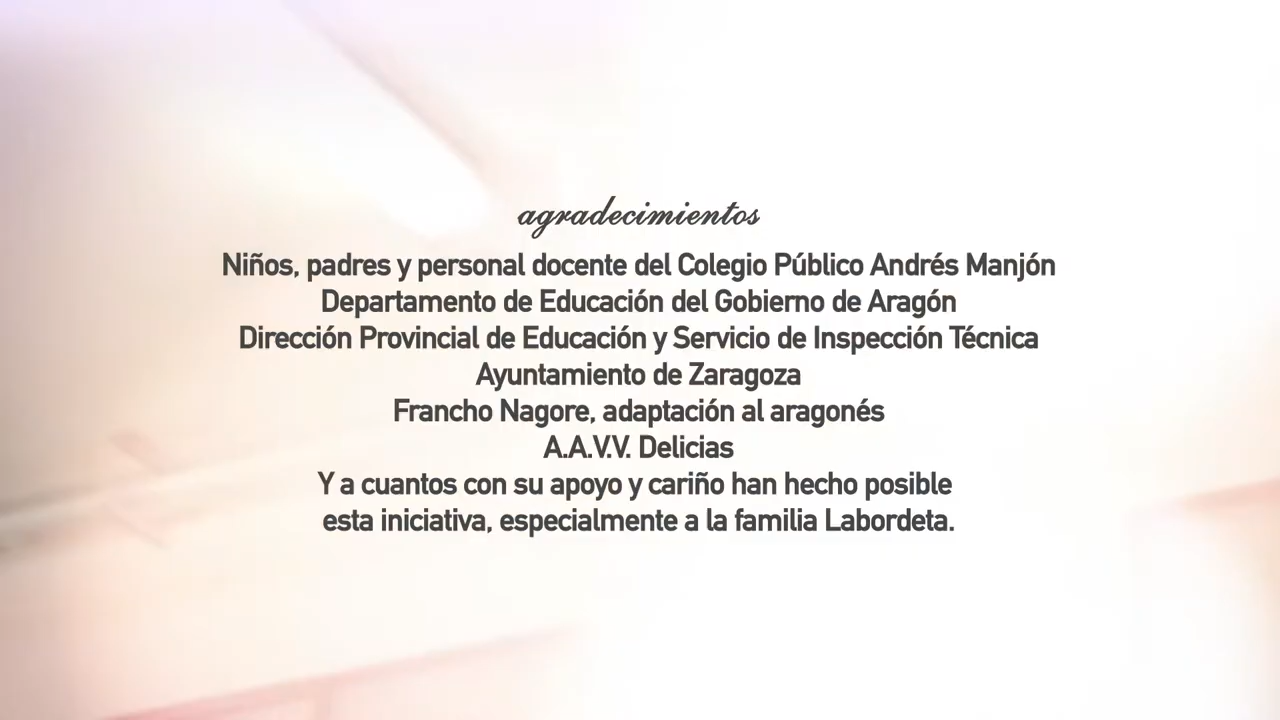 agradecimientos
Niños, padres y personal docente del Colegio Público Andrés Manjón
Departamento de Educación del Gobierno de Aragón
Dirección Provincial de Educación y Servicio de Inspección Técnica
Ayuntamiento de Zaragoza
Francho Nagore, adaptación al aragonés
A.A.V.V. Delicias
Y a cuantos con su apoyo y cariño han hecho posible
esta iniciativa, especialmente a la familia Labordeta.